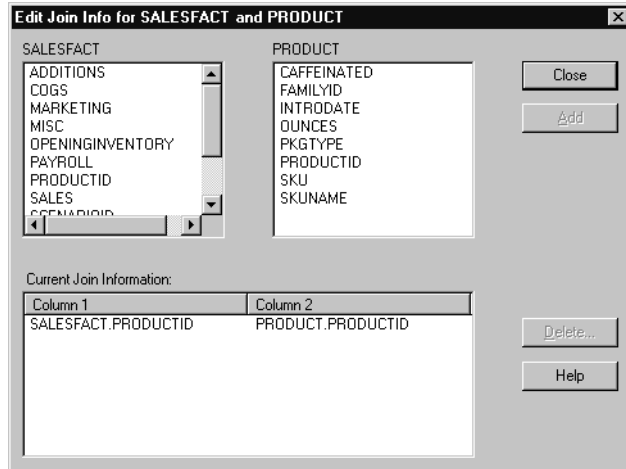 Edit Join Info for SALESFACT and PRODUCT
SALESFACT
ADDITIONS
COGS
MARKETING
MISC
OPENINGINVENTORY
PAYROLL
PRODUCTID
SALES
SCENARIOID
PRODUCT
CAFFEINATED
FAMILYID
INTRODATE
OUNCES
PKGTYPE
PRODUCTID
SKU
SKUNAME
Close
Add
Current Join Information:
Column 1 Column 2
SALESFACT.PRODUCTID PRODUCT.PRODUCTID
Delete...
Help